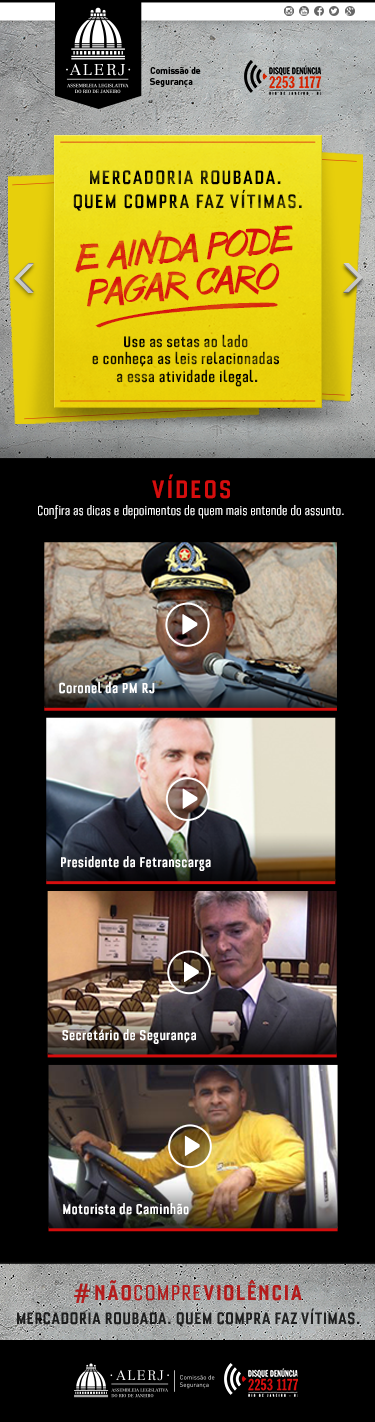 ·ALERJ·
ASSEMBLEIA LEGISLATIVA
DO RIO DE JANEIRO
Comissão de
Segurança
DISQUE DENÚNCIA
2253 1177
RIO DE JANEIRO - RJ
MERCADORIA ROUBADA.
QUEM COMPRA FAZ VÍTIMAS.
E AINDA PODE
PAGAR CARO
Use as setas ao lado
e conheça as leis relacionadas
a essa atividade ilegal.
VÍDEOS
Confira as dicas e depoimentos de quem mais entende do assunto.
Coronel da PM RJ
Presidente da Fetranscarga
Secretário de Segurança
Motorista de Caminhão
#NÃOCOMPREVIOLÊNCIA
MERCADORIA ROUBADA. QUEM COMPRA FAZ VÍTIMAS.
·ALERJ·
ASSEMBLEIA LEGISLATIVA
DO RIO DE JANEIRO
Comissão de
Segurança
DISQUE DENÚNCIA
2253 1177
RIO DE JANEIRO - RJ